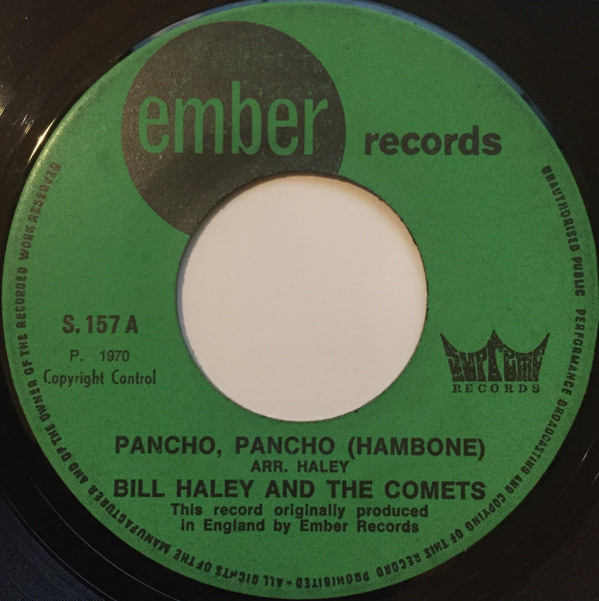 ember records
S.157 A
P. 1970
Copyright Control
SUPREME
RECORDS
PANCHO, PANCHO (HAMBONE)
ARR. HALEY
BILL HALEY AND THE COMETS
This record originally produced
in England by Ember Records
ALL RIGHTS OF THE MANUFACTURER AND OF THE OWNER OF THE RECORDED WORK RESERVED
UNAUTHORISED PUBLIC PERFORMANCE BROADCASTING AND COPYING OF THIS RECORD PROHIBITED-